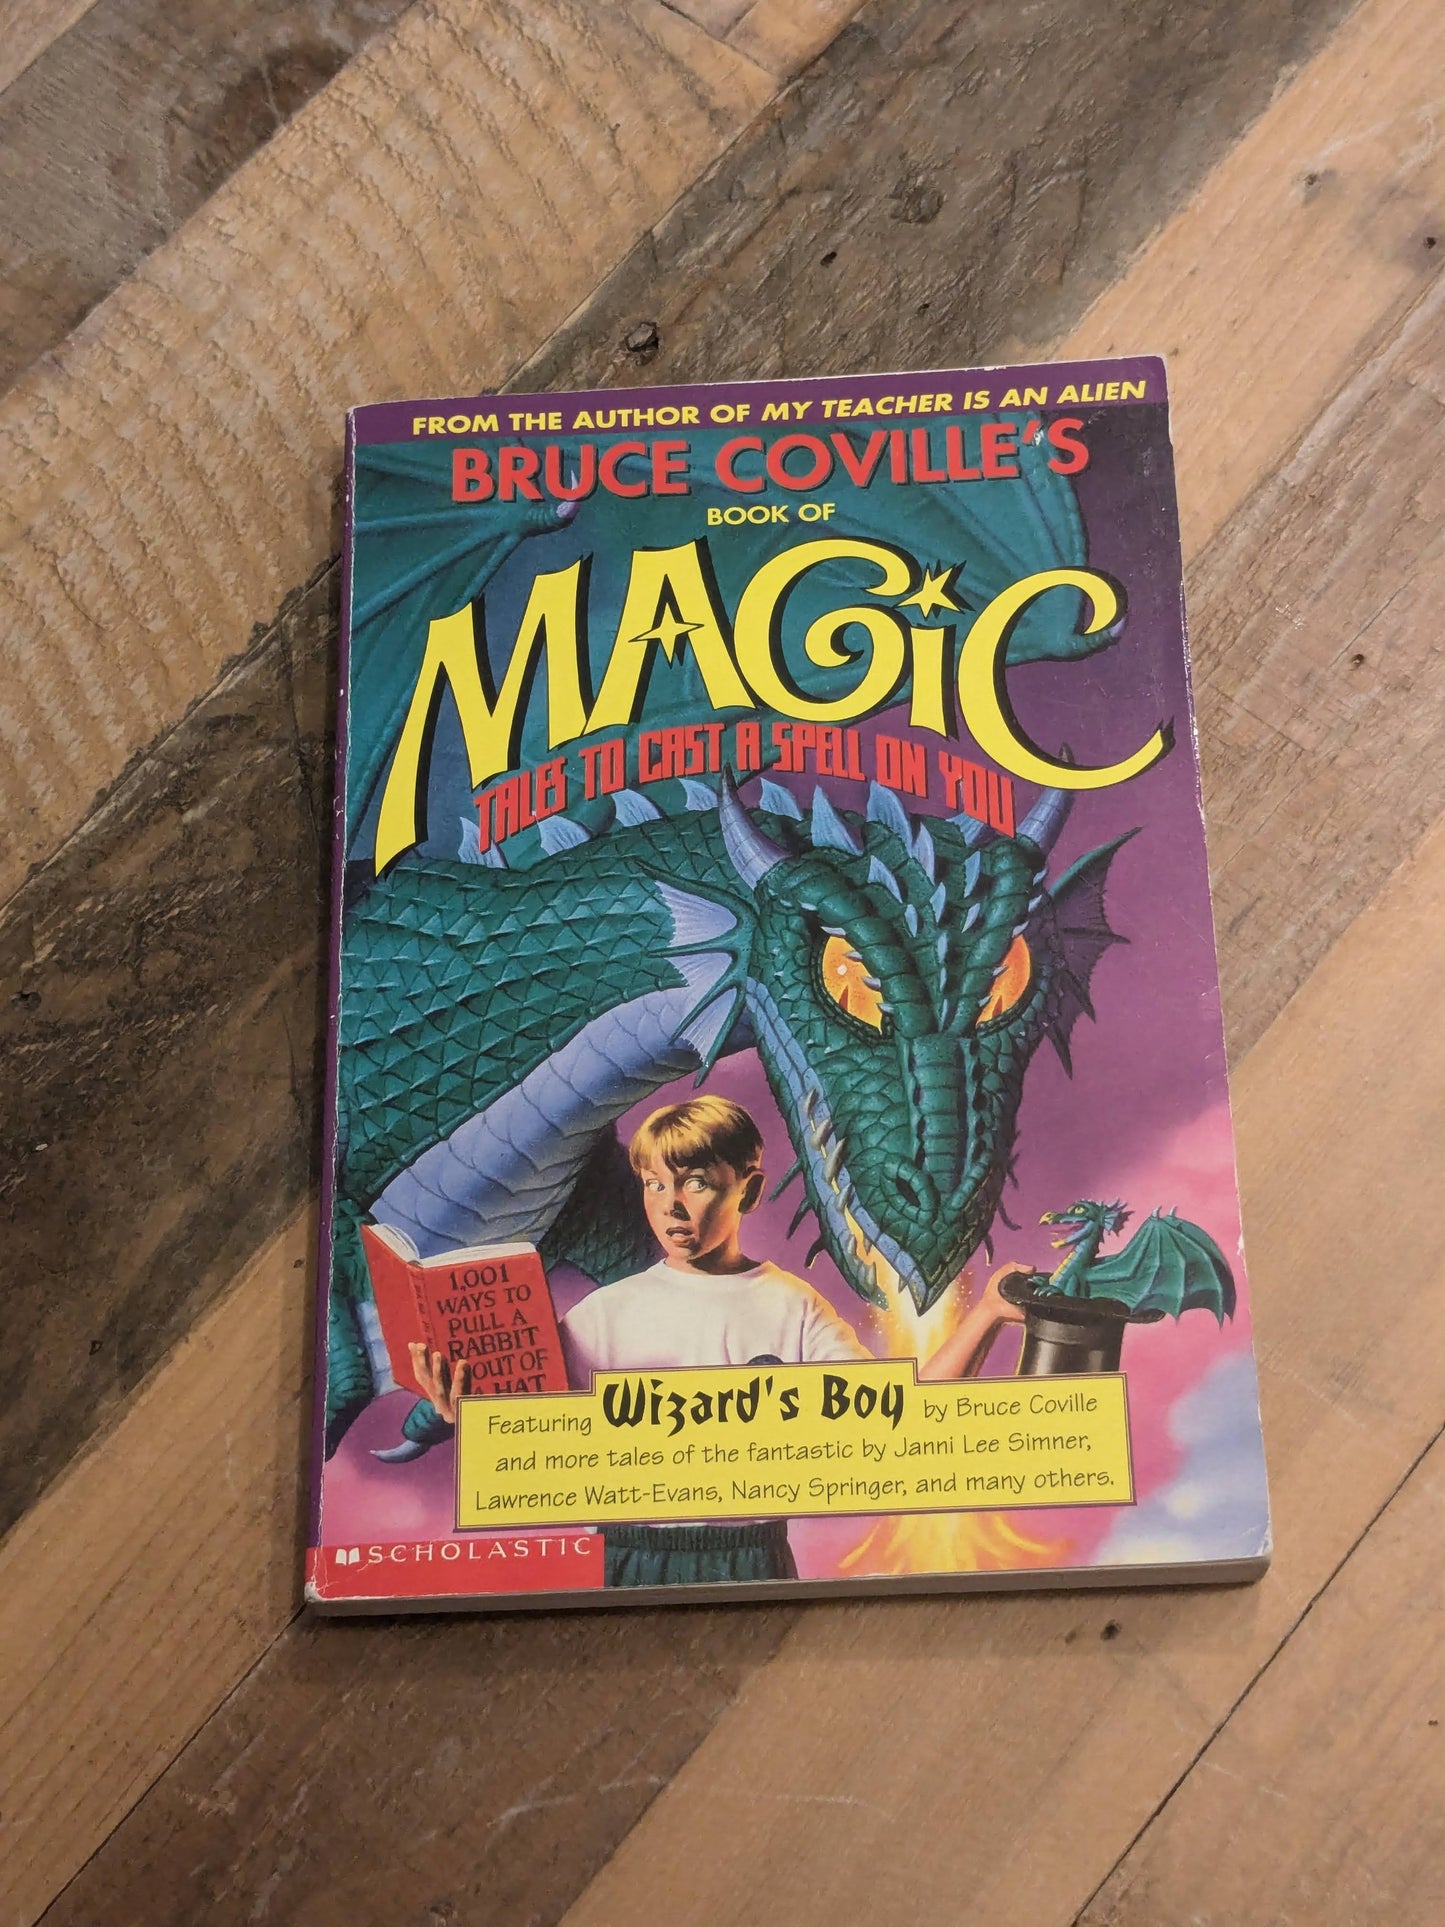 FROM THE AUTHOR OF MY TEACHER IS AN ALIEN
BRUCE COVILLE'S
BOOK OF
MAGiC
TALES TO CAST A SPELL ON YOU
1,001
WAYS TO
PULL A
RABBIT
OUT OF
A HAT
Featuring Wizard's Boy by Bruce Coville
and more tales of the fantastic by Janni Lee Simner,
Lawrence Watt-Evans, Nancy Springer, and many others.
SCHOLASTIC